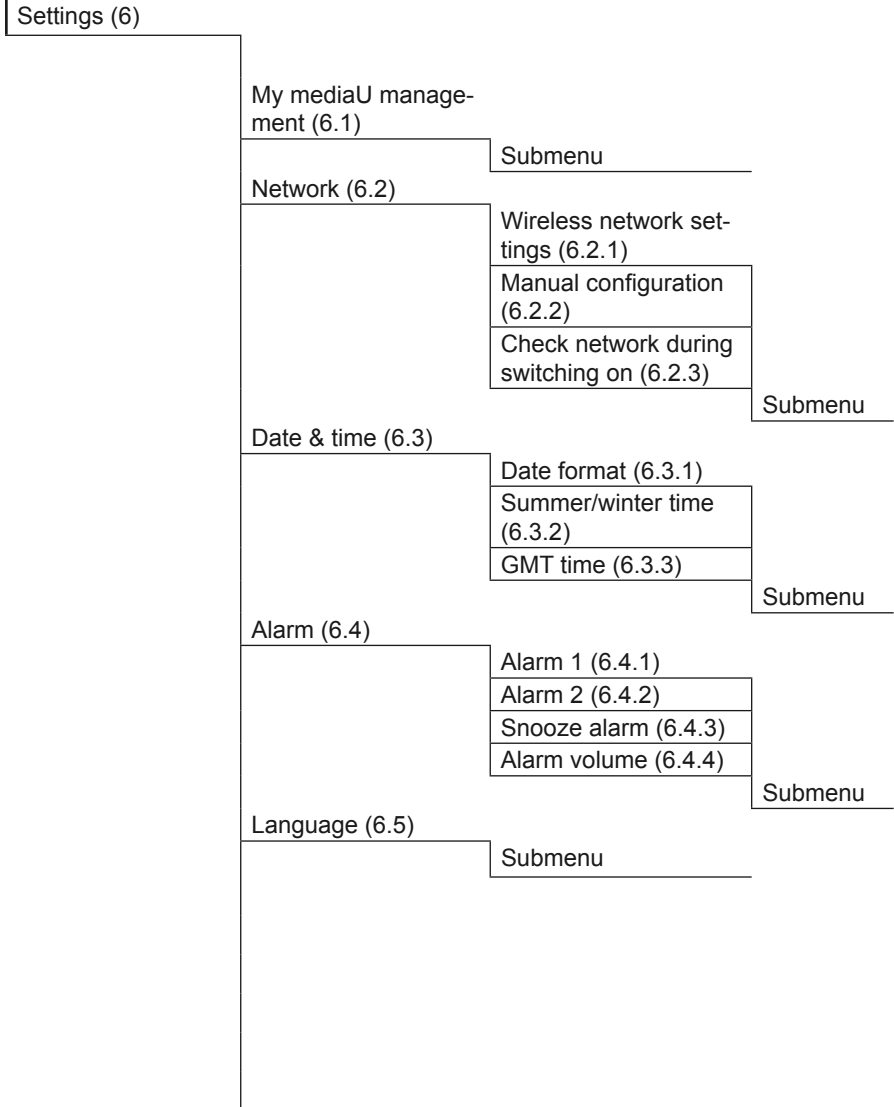 Settings (6)
My mediaU manage-
ment (6.1)
Submenu
Network (6.2)
Wireless network set-
tings (6.2.1)
Manual configuration
(6.2.2)
Check network during
switching on (6.2.3)
Submenu
Date & time (6.3)
Date format (6.3.1)
Summer/winter time
(6.3.2)
GMT time (6.3.3)
Submenu
Alarm (6.4)
Alarm 1 (6.4.1)
Alarm 2 (6.4.2)
Snooze alarm (6.4.3)
Alarm volume (6.4.4)
Submenu
Language (6.5)
Submenu